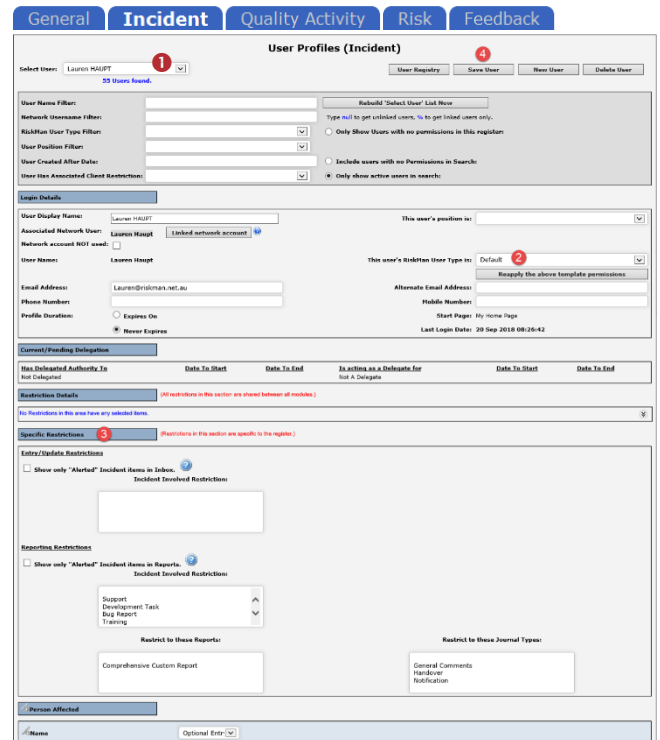 General Incident Quality Activity Risk Feedback
User Profiles (Incident)
4
Select User: Lauren HAUPT 1
User Registry Save User New User Delete User
55 Users found.
User Name Filter: Rebuild 'Select User' List Now
Network Username Filter: Type null to get unlinked users, % to get linked users only.
RiskMan User Type Filter: Only Show Users with no permissions in this register:
User Position Filter:
User Created After Date: Include users with no Permissions in Search:
User Has Associated Client Restriction: Only show active users in search:
Login Details
User Display Name: Lauren HAUPT This user's position is:
Associated Network User: Lauren Haupt Linked network account
Network account NOT used:
User Name: Lauren Haupt This user's RiskMan User Type is: Default 2
Reapply the above template permissions
Email Address: Lauren@riskman.net.au Alternate Email Address:
Phone Number: Mobile Number:
Profile Duration: Expires On Start Page: My Home Page
Never Expires Last Login Date: 20 Sep 2018 08:26:42
Current/Pending Delegation
Has Delegated Authority To Date To Start Date To End Is acting as a Delegate for Date To Start Date To End
Not Delegated Not A Delegate
Restriction Details (All restrictions in this section are shared between all modules.)
No Restrictions in this area have any selected items.
Specific Restrictions 3 (Restrictions in this section are specific to the register.)
Entry/Update Restrictions
Show only "Alerted" Incident items in Inbox. ?
Incident Involved Restriction:
Reporting Restrictions
Show only "Alerted" Incident items in Reports. ?
Incident Involved Restriction:
Support
Development Task
Bug Report
Training
Restrict to these Reports: Restrict to these Journal Types:
Comprehensive Custom Report General Comments
Handover
Notification
Person Affected
Name Optional Entr